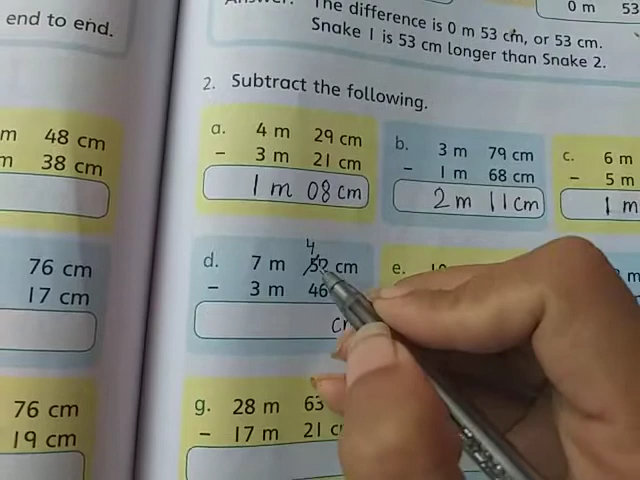 end to end.
Answer: The difference is 0 m 53 cm, or 53 cm.
Snake 1 is 53 cm longer than Snake 2.
0 m 53
2. Subtract the following.
m 48 cm
m 38 cm
a. 4 m 29 cm
- 3 m 21 cm
1 m 08 cm
b. 3 m 79 cm
- 1 m 68 cm
2 m 11 cm
c. 6 m
- 5 m
1 m
76 cm
17 cm
4
d. 7 m 53 cm
- 3 m 46
e.
m
76 cm
19 cm
g. 28 m 63
- 17 m 21 c